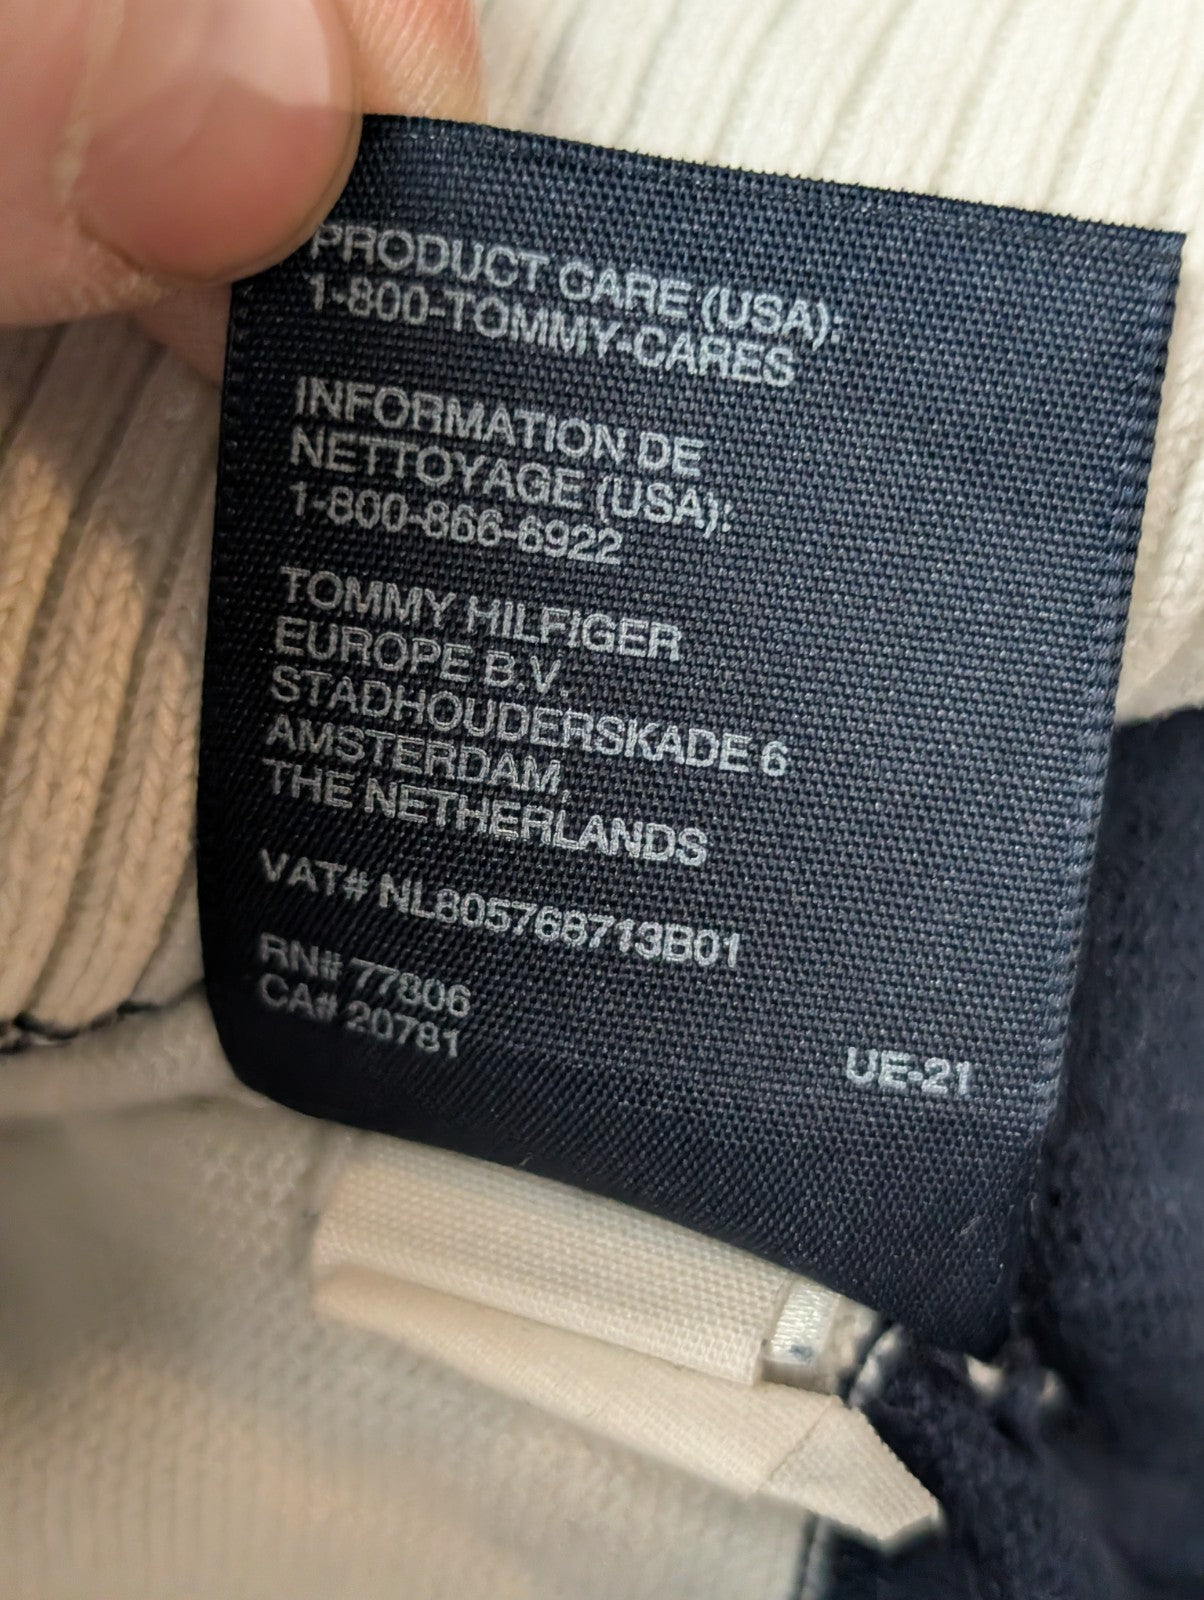 PRODUCT CARE (USA):
1-800-TOMMY-CARES
INFORMATION DE
NETTOYAGE (USA):
1-800-866-6922
TOMMY HILFIGER
EUROPE B.V.
STADHOUDERSKADE 6
AMSTERDAM,
THE NETHERLANDS
VAT# NL805768713B01
RN# 77806
CA# 20781
UE-21